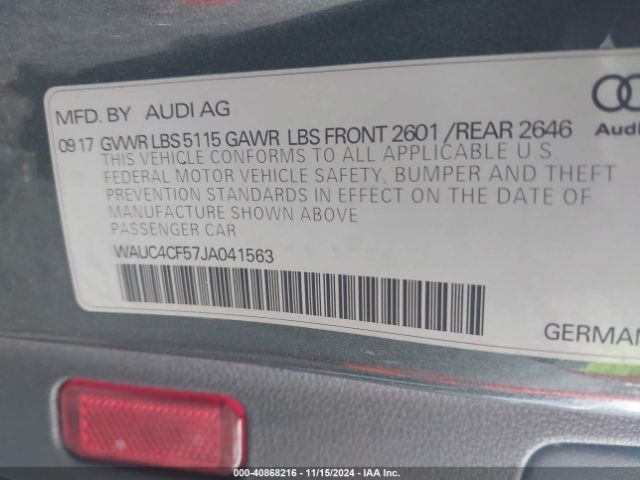 MFD. BY AUDI AG
09 17 GVWR LBS 5115 GAWR LBS FRONT 2601 /REAR 2646
THIS VEHICLE CONFORMS TO ALL APPLICABLE U.S.
FEDERAL MOTOR VEHICLE SAFETY, BUMPER AND THEFT
PREVENTION STANDARDS IN EFFECT ON THE DATE OF
MANUFACTURE SHOWN ABOVE
PASSENGER CAR
WAUC4CF57JA041563
Audi
GERMAN
000-40868216 - 11/15/2024 - IAA Inc.